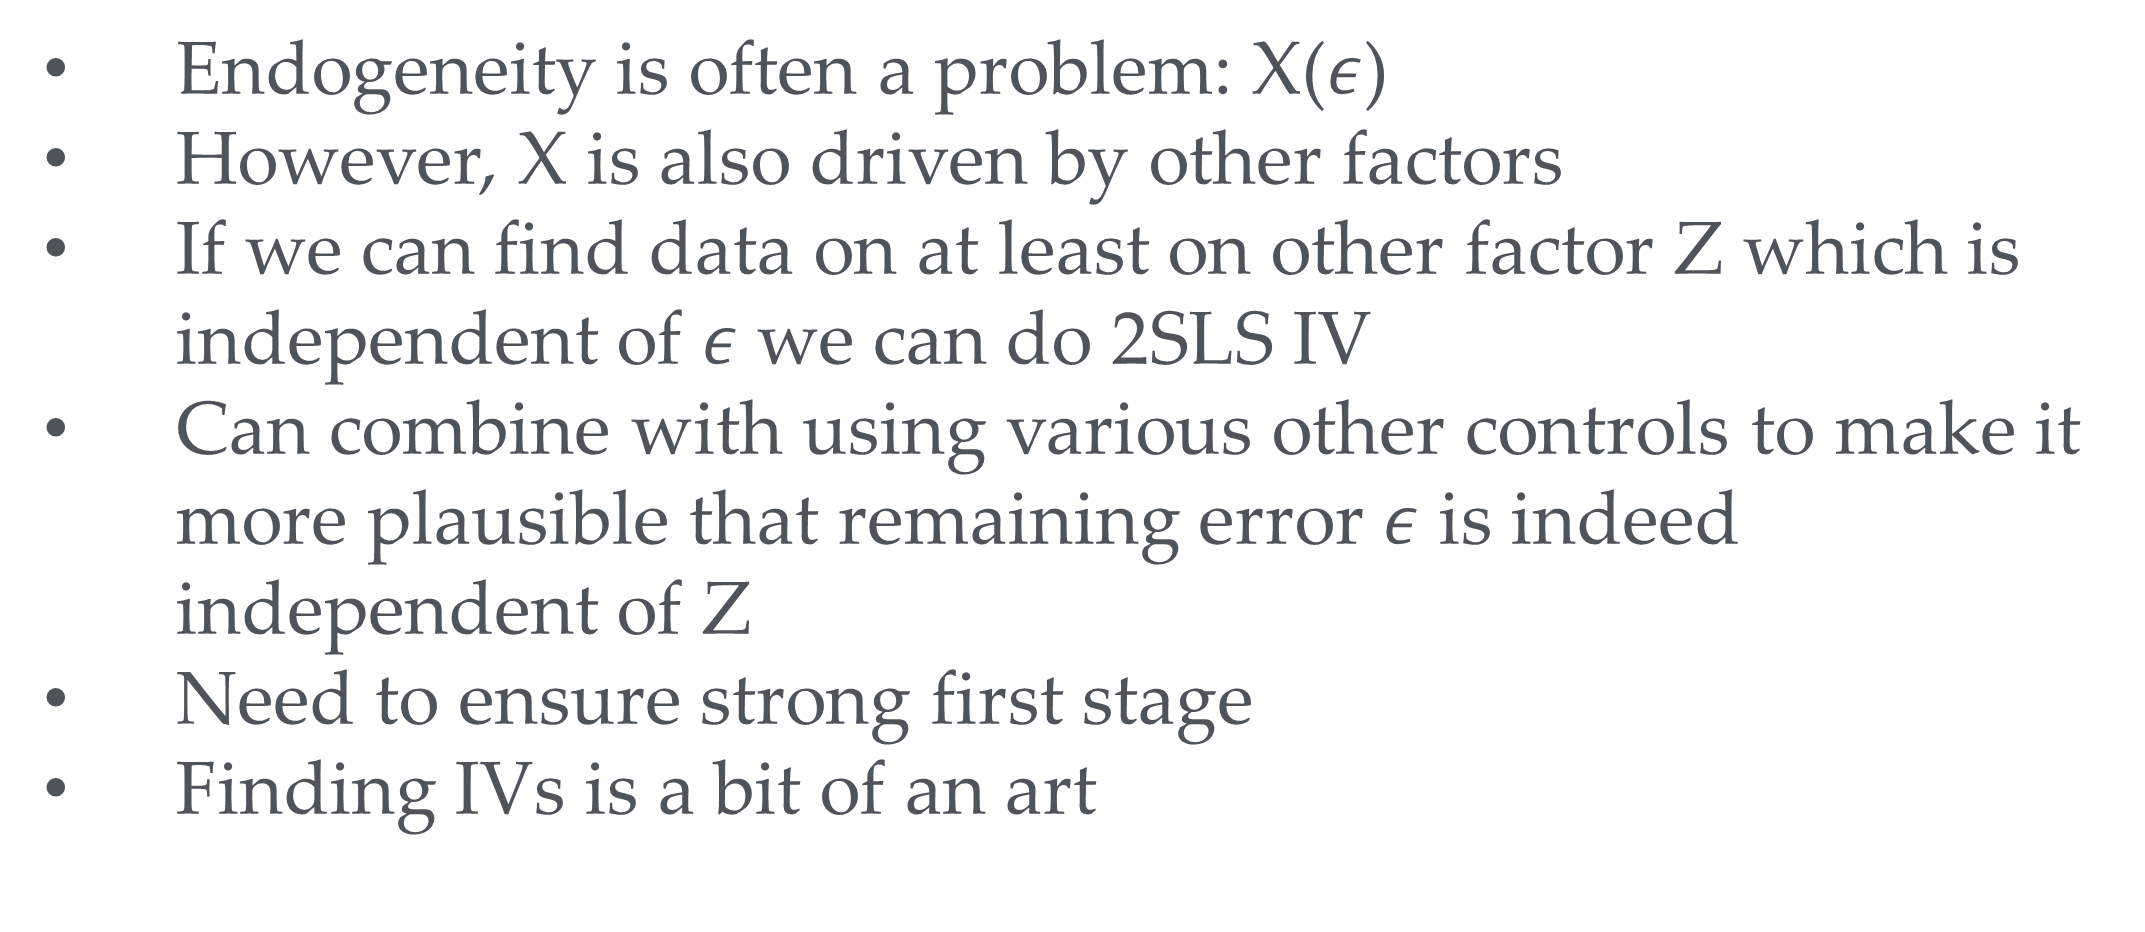 • Endogeneity is often a problem: X(ϵ)
• However, X is also driven by other factors
• If we can find data on at least on other factor Z which is
independent of ϵ we can do 2SLS IV
• Can combine with using various other controls to make it
more plausible that remaining error ϵ is indeed
independent of Z
• Need to ensure strong first stage
• Finding IVs is a bit of an art